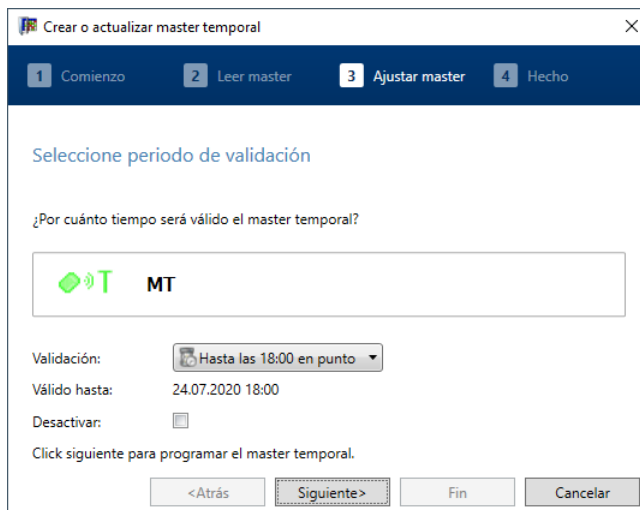 Crear o actualizar master temporal
1 Comienzo 2 Leer master 3 Ajustar master 4 Hecho
Seleccione periodo de validación
¿Por cuánto tiempo será válido el master temporal?
T MT
Validación: Hasta las 18:00 en punto
Válido hasta: 24.07.2020 18:00
Desactivar:
Click siguiente para programar el master temporal.
<Atrás Siguiente> Fin Cancelar